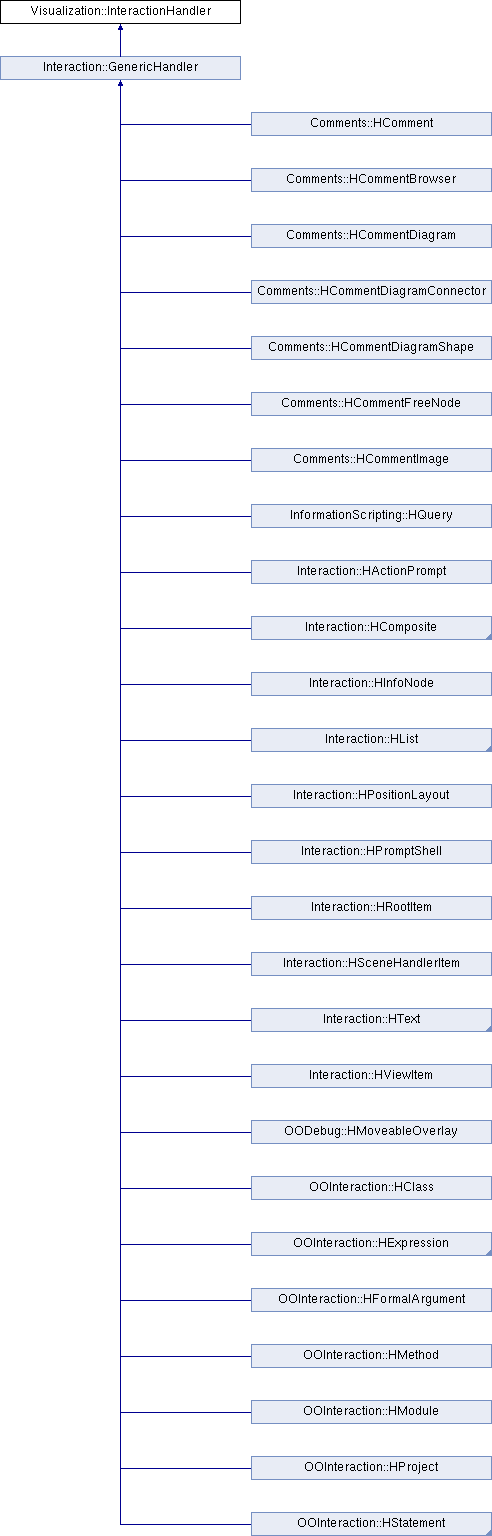 Visualization::InteractionHandler
Interaction::GenericHandler
Comments::HComment
Comments::HCommentBrowser
Comments::HCommentDiagram
Comments::HCommentDiagramConnector
Comments::HCommentDiagramShape
Comments::HCommentFreeNode
Comments::HCommentImage
InformationScripting::HQuery
Interaction::HActionPrompt
Interaction::HComposite
Interaction::HInfoNode
Interaction::HList
Interaction::HPositionLayout
Interaction::HPromptShell
Interaction::HRootItem
Interaction::HSceneHandlerItem
Interaction::HText
Interaction::HViewItem
OODebug::HMoveableOverlay
OOInteraction::HClass
OOInteraction::HExpression
OOInteraction::HFormalArgument
OOInteraction::HMethod
OOInteraction::HModule
OOInteraction::HProject
OOInteraction::HStatement